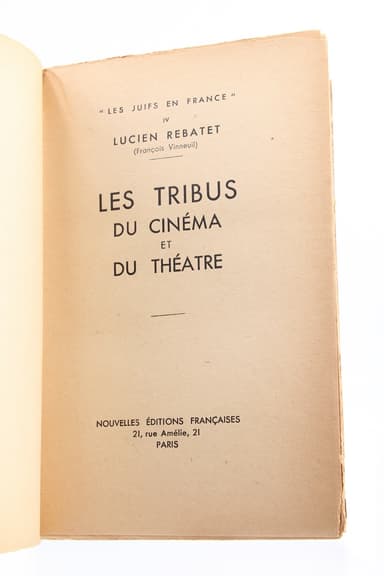 " LES JUIFS EN FRANCE "
IV
LUCIEN REBATET
(François Vinneuil)
LES TRIBUS
DU CINÉMA
ET
DU THÉATRE
NOUVELLES ÉDITIONS FRANÇAISES
21, rue Amélie, 21
PARIS